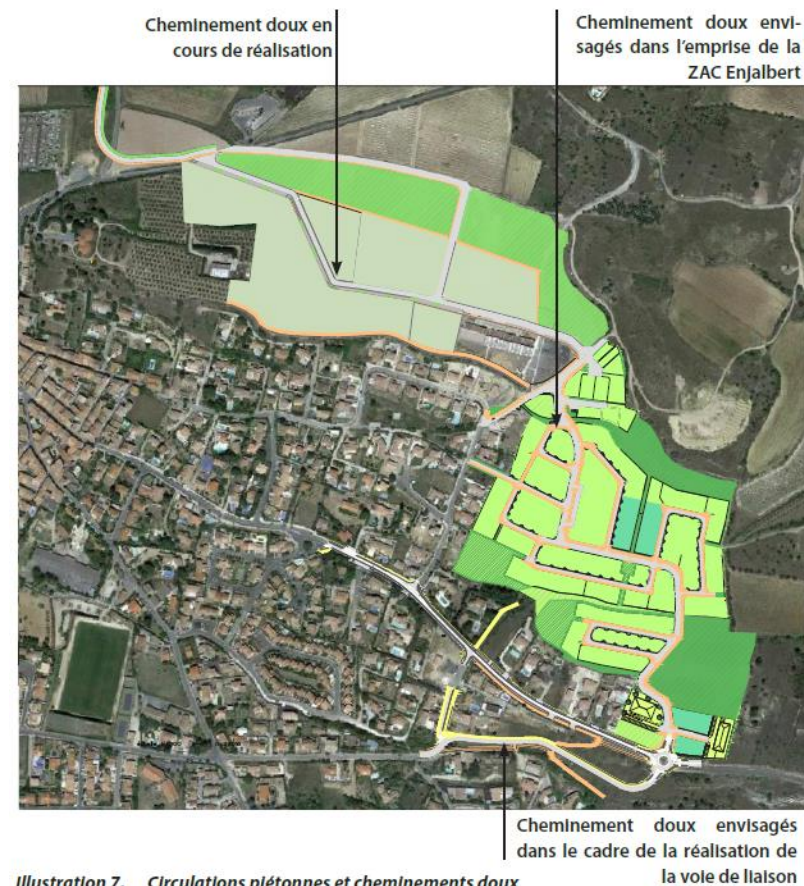 Cheminement doux en
cours de réalisation
Cheminement doux envi-
sagés dans l'emprise de la
ZAC Enjalbert
Cheminement doux envisagés
dans le cadre de la réalisation de
la voie de liaison
Illustration 7. Circulations piétonnes et cheminements doux